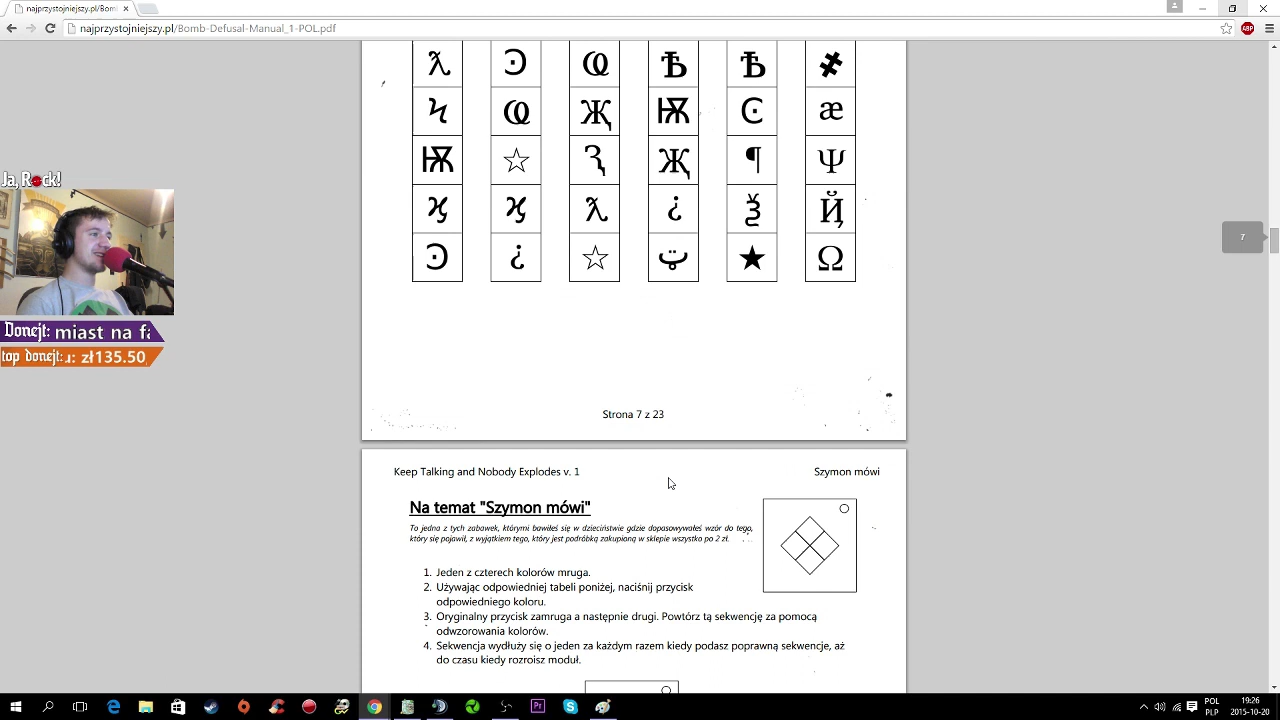 najprzystojniejszy.pl/Bomb
najprzystojniejszy.pl/Bomb-Defusal-Manual_1-POL.pdf
ABP
ƛ Ͽ Ҩ Ѣ Ѣ ҂
Ϟ Ҩ Җ Ѭ Ͼ æ
Ѭ ☆ Ԇ Җ ¶ Ψ
ϗ ϗ ƛ ¿ Ѯ Ҋ
Ͽ ¿ ☆ ټ ★ Ω
7
Ja, Rock!
Donejt: miast na fa
top donejt: zł135.50
Strona 7 z 23
Keep Talking and Nobody Explodes v. 1 Szymon mówi
Na temat "Szymon mówi"
To jedna z tych zabawek, którymi bawiłeś się w dzieciństwie gdzie dopasowywałeś wzór do tego,
który się pojawił, z wyjątkiem tego, który jest podróbką zakupioną w sklepie wszystko po 2 zł.
1. Jeden z czterech kolorów mruga.
2. Używając odpowiedniej tabeli poniżej, naciśnij przycisk
odpowiedniego koloru.
3. Oryginalny przycisk zamruga a następnie drugi. Powtórz tą sekwencję za pomocą
odwzorowania kolorów.
4. Sekwencja wydłuży się o jeden za każdym razem kiedy podasz poprawną sekwencje, aż
do czasu kiedy rozroisz moduł.
POL 19:26
PLP 2015-10-20